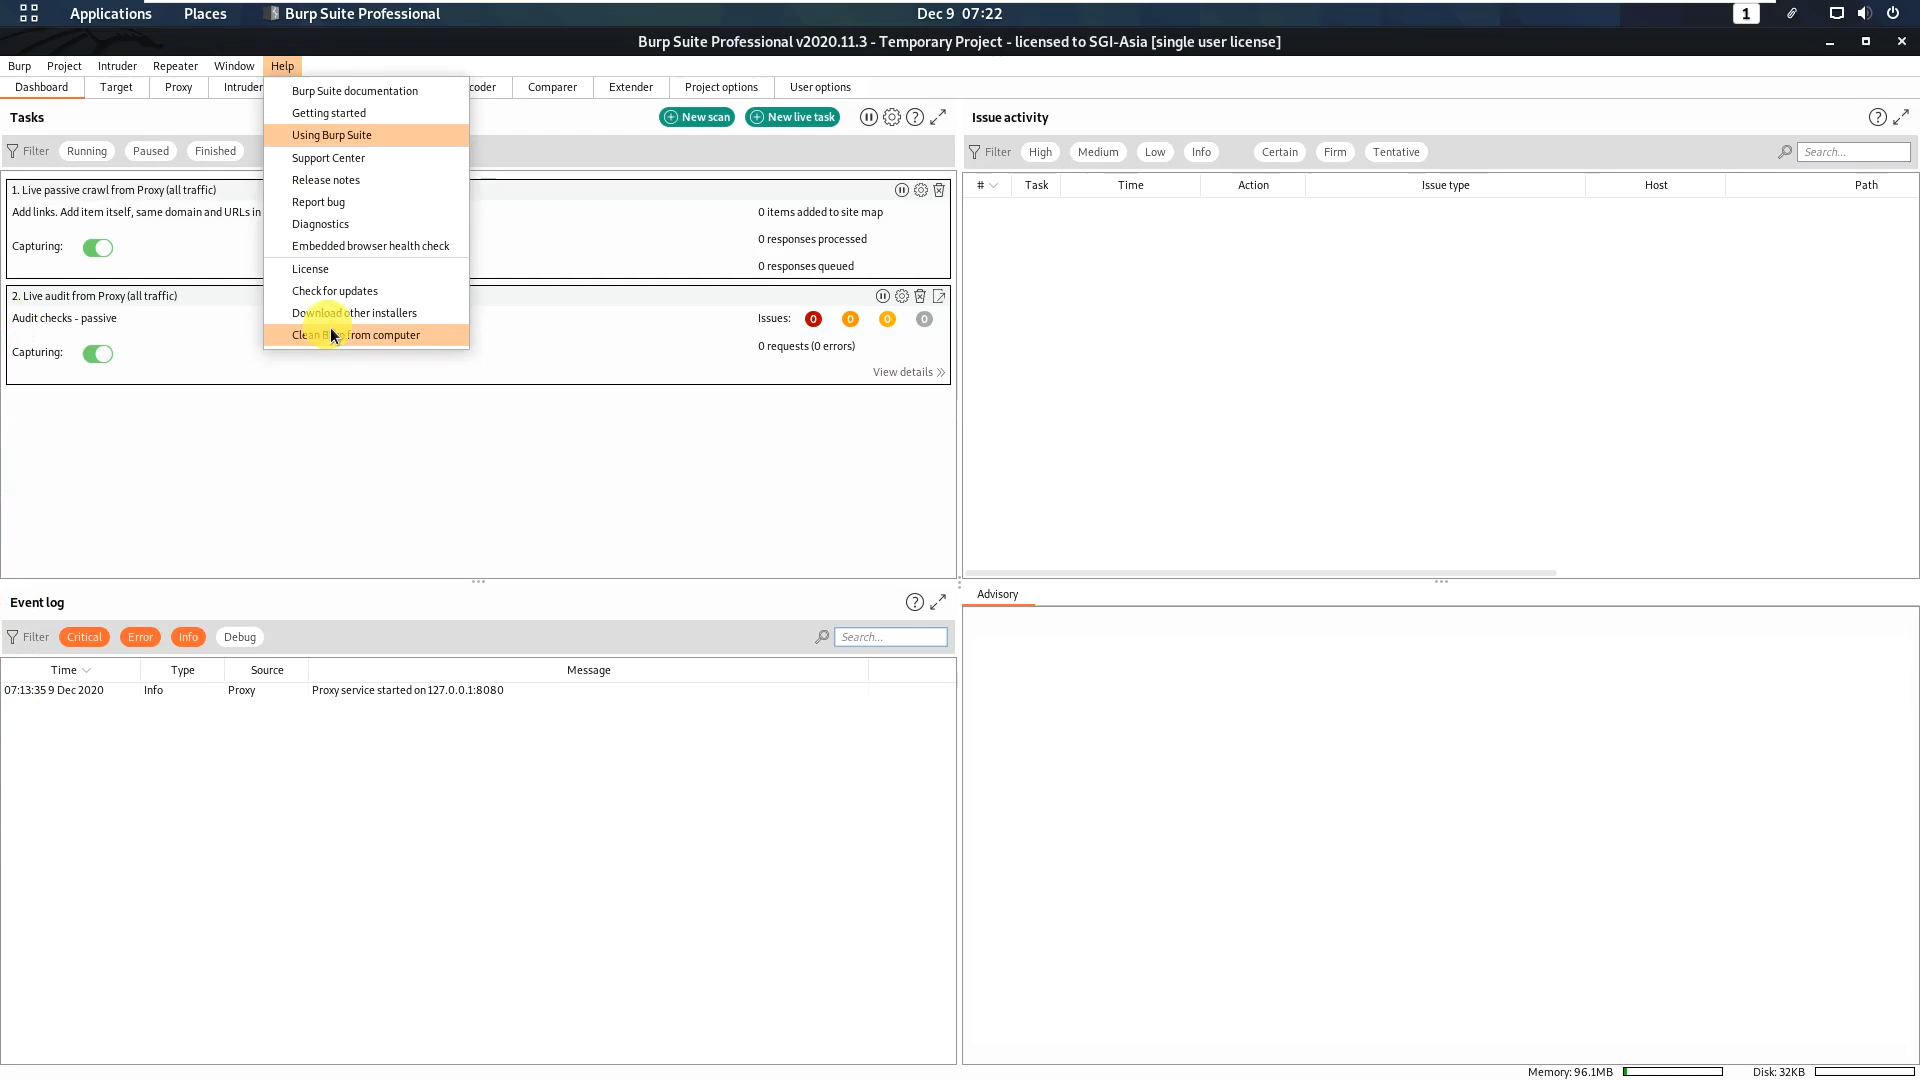 Applications Places Burp Suite Professional Dec 9 07:22 1
Burp Suite Professional v2020.11.3 - Temporary Project - licensed to SGI-Asia [single user license]
Burp Project Intruder Repeater Window Help
Dashboard Target Proxy Intruder coder Comparer Extender Project options User options
Burp Suite documentation
Getting started
Using Burp Suite
Support Center
Release notes
Report bug
Diagnostics
Embedded browser health check
License
Check for updates
Download other installers
Clean Burp from computer
Tasks New scan New live task
Filter Running Paused Finished
1. Live passive crawl from Proxy (all traffic)
Add links. Add item itself, same domain and URLs in 0 items added to site map
0 responses processed
Capturing:
0 responses queued
2. Live audit from Proxy (all traffic)
Audit checks - passive Issues: 0 0 0 0
0 requests (0 errors)
Capturing:
View details
Issue activity
Filter High Medium Low Info Certain Firm Tentative Search...
# Task Time Action Issue type Host Path
Event log
Filter Critical Error Info Debug Search...
Time Type Source Message
07:13:35 9 Dec 2020 Info Proxy Proxy service started on 127.0.0.1:8080
Advisory
Memory: 96.1MB Disk: 32KB